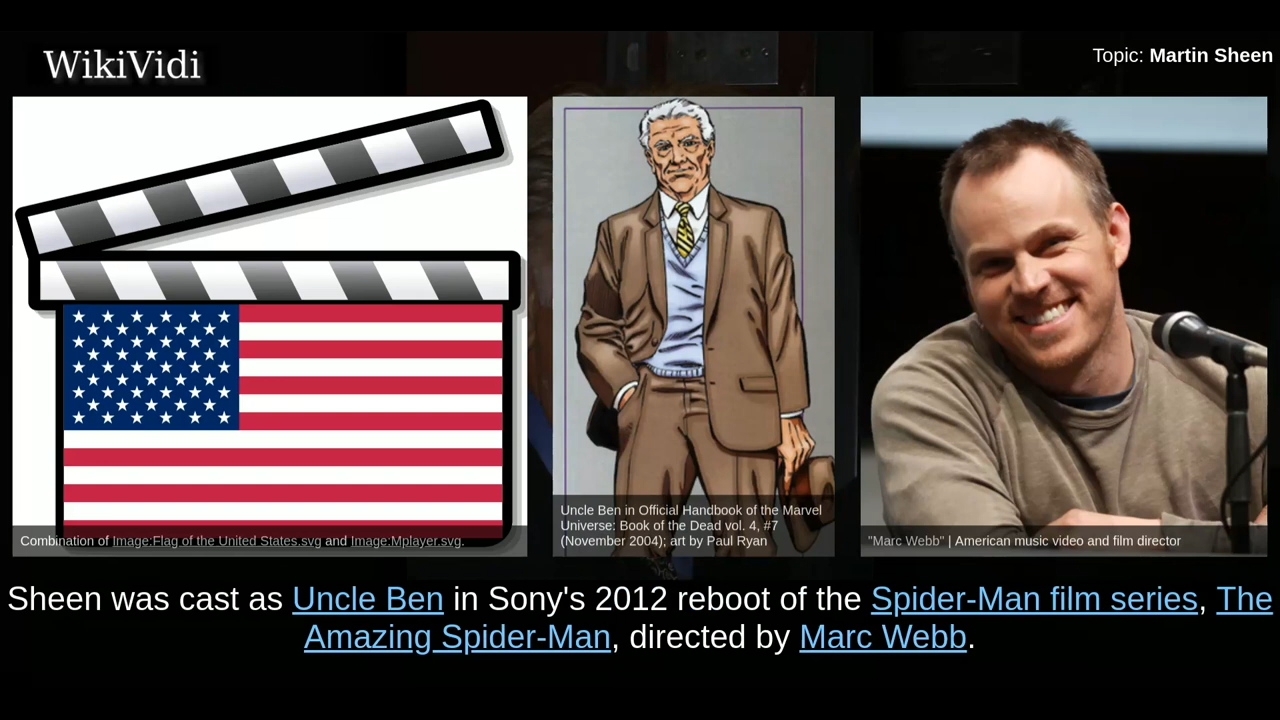 WikiVidi
Topic: Martin Sheen
Combination of Image:Flag of the United States.svg and Image:Mplayer.svg.
Uncle Ben in Official Handbook of the Marvel
Universe: Book of the Dead vol. 4, #7
(November 2004); art by Paul Ryan
"Marc Webb" | American music video and film director
Sheen was cast as Uncle Ben in Sony's 2012 reboot of the Spider-Man film series, The
Amazing Spider-Man, directed by Marc Webb.